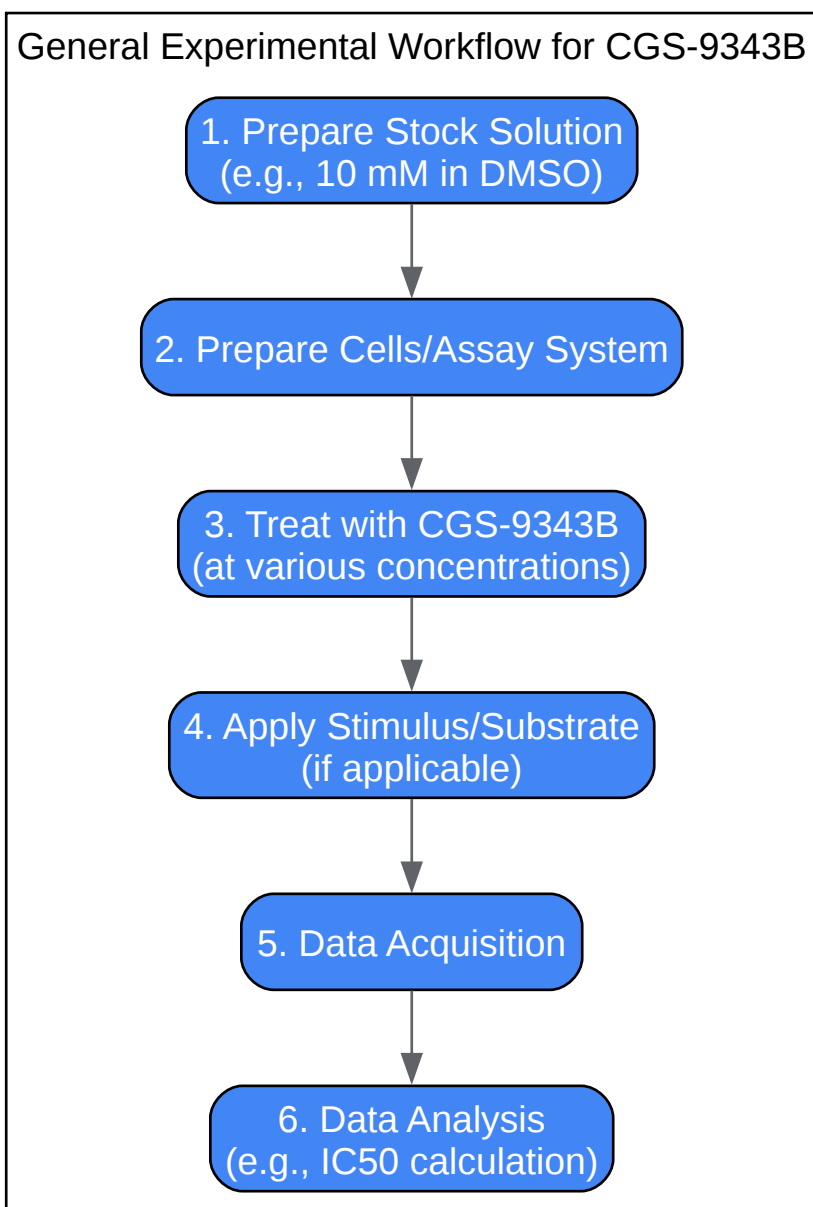 General Experimental Workflow for CGS-9343B
1. Prepare Stock Solution
(e.g., 10 mM in DMSO)
2. Prepare Cells/Assay System
3. Treat with CGS-9343B
(at various concentrations)
4. Apply Stimulus/Substrate
(if applicable)
5. Data Acquisition
6. Data Analysis
(e.g., IC50 calculation)